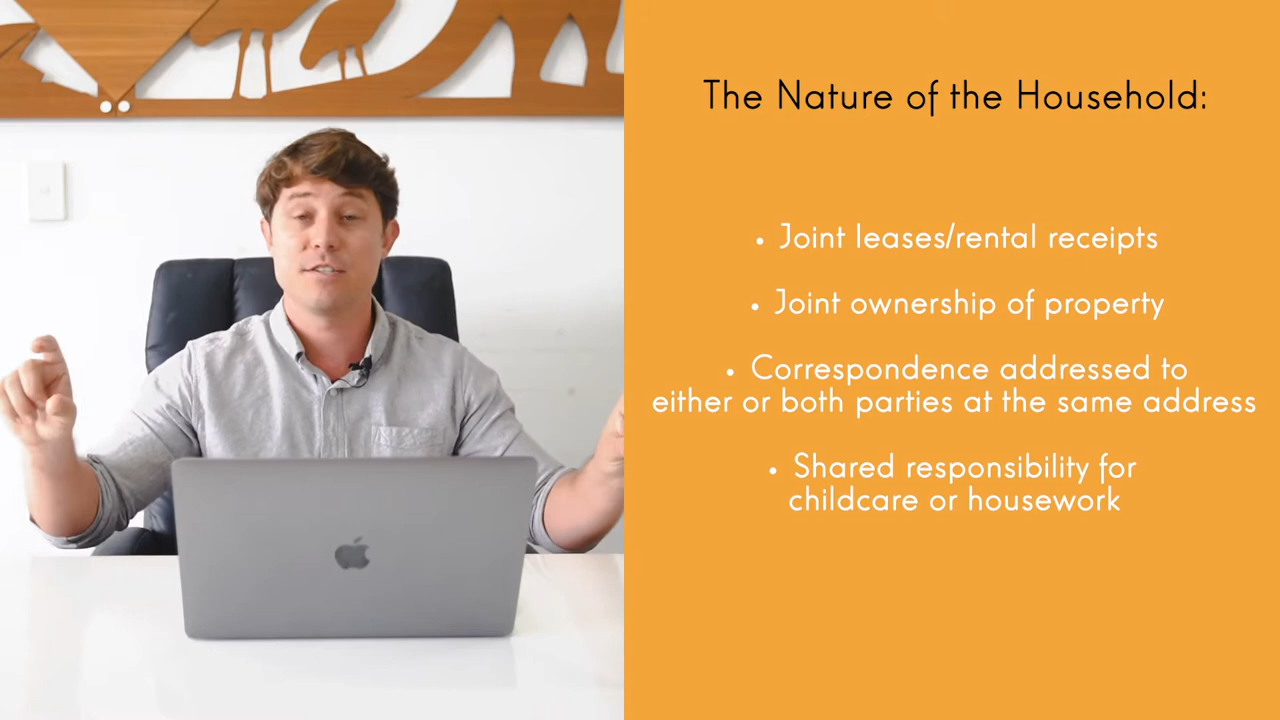 The Nature of the Household:
• Joint leases/rental receipts
• Joint ownership of property
• Correspondence addressed to
either or both parties at the same address
• Shared responsibility for
childcare or housework